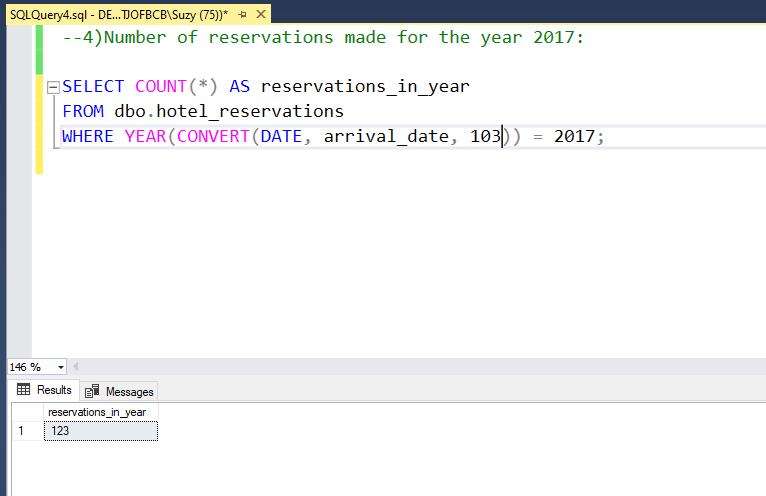 SQLQuery4.sql - DE...TJOFBCB\Suzy (75))*
--4)Number of reservations made for the year 2017:
SELECT COUNT(*) AS reservations_in_year
FROM dbo.hotel_reservations
WHERE YEAR(CONVERT(DATE, arrival_date, 103)) = 2017;
146 %
Results Messages
reservations_in_year
1 123